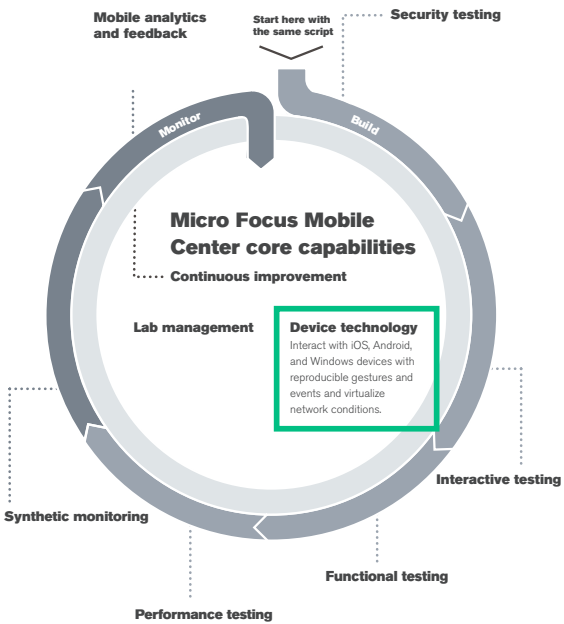 Mobile analytics
and feedback
Start here with
the same script
Security testing
Monitor
Build
Micro Focus Mobile
Center core capabilities
Continuous improvement
Lab management
Device technology
Interact with iOS, Android,
and Windows devices with
reproducible gestures and
events and virtualize
network conditions.
Interactive testing
Synthetic monitoring
Functional testing
Performance testing